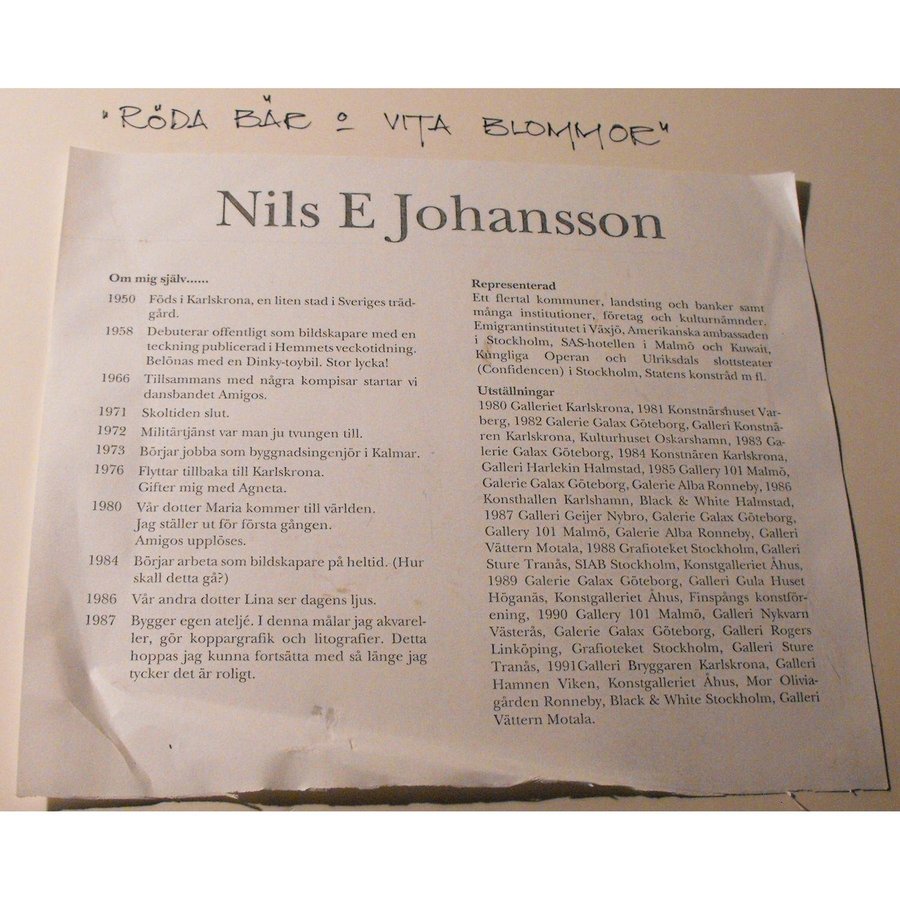 "RÖDA BÄR o VITA BLOMMOR"
Nils E Johansson
Om mig själv......
1950 Föds i Karlskrona, en liten stad i Sveriges träd-
gård.
1958 Debuterar offentligt som bildskapare med en
teckning publicerad i Hemmets veckotidning.
Belönas med en Dinky-toybil. Stor lycka!
1966 Tillsammans med några kompisar startar vi
dansbandet Amigos.
1971 Skoltiden slut.
1972 Militärtjänst var man ju tvungen till.
1973 Börjar jobba som byggnadsingenjör i Kalmar.
1976 Flyttar tillbaka till Karlskrona.
Gifter mig med Agneta.
1980 Vår dotter Maria kommer till världen.
Jag ställer ut för första gången.
Amigos upplöses.
1984 Börjar arbeta som bildskapare på heltid. (Hur
skall detta gå?)
1986 Vår andra dotter Lina ser dagens ljus.
1987 Bygger egen ateljé. I denna målar jag akvarel-
ler, gör koppargrafik och litografier. Detta
hoppas jag kunna fortsätta med så länge jag
tycker det är roligt.
Representerad
Ett flertal kommuner, landsting och banker samt
många institutioner, företag och kulturnämnder.
Emigrantinstitutet i Växjö, Amerikanska ambassaden
i Stockholm, SAS-hotellen i Malmö och Kuwait,
Kungliga Operan och Ulriksdals slottsteater
(Confidencen) i Stockholm, Statens konstråd m fl.
Utställningar
1980 Galleriet Karlskrona, 1981 Konstnärshuset Var-
berg, 1982 Galerie Galax Göteborg, Galleri Konstnä-
ren Karlskrona, Kulturhuset Oskarshamn, 1983 Ga-
lerie Galax Göteborg, 1984 Konstnären Karlskrona,
Galleri Harlekin Halmstad, 1985 Gallery 101 Malmö,
Galerie Galax Göteborg, Galerie Alba Ronneby, 1986
Konsthallen Karlshamn, Black & White Halmstad,
1987 Galleri Geijer Nybro, Galerie Galax Göteborg,
Gallery 101 Malmö, Galerie Alba Ronneby, Galleri
Vättern Motala, 1988 Grafioteket Stockholm, Galleri
Sture Tranås, SIAB Stockholm, Konstgalleriet Åhus,
1989 Galerie Galax Göteborg, Galleri Gula Huset
Höganäs, Konstgalleriet Åhus, Finspångs konstför-
ening, 1990 Gallery 101 Malmö, Galleri Nykvarn
Västerås, Galerie Galax Göteborg, Galleri Rogers
Linköping, Grafioteket Stockholm, Galleri Sture
Tranås, 1991Galleri Bryggaren Karlskrona, Galleri
Hamnen Viken, Konstgalleriet Åhus, Mor Olivia-
gården Ronneby, Black & White Stockholm, Galleri
Vättern Motala.